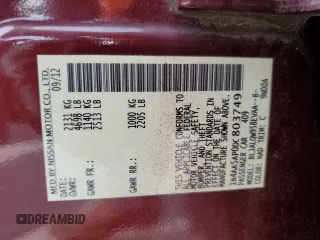 MFD BY NISSAN MOTOR CO., LTD.
09/12
GVWR 2131 KG
4698 LB
GAWR FR. 1140 KG
2513 LB
GAWR RR. 1000 KG
2205 LB
THIS VEHICLE CONFORMS TO ALL
APPLICABLE FEDERAL
MOTOR VEHICLE SAFETY,
BUMPER, AND THEFT
PREVENTION STANDARDS IN
EFFECT ON THE DATE OF
MANUFACTURE SHOWN ABOVE.
PASSENGER CAR
DREAMBID